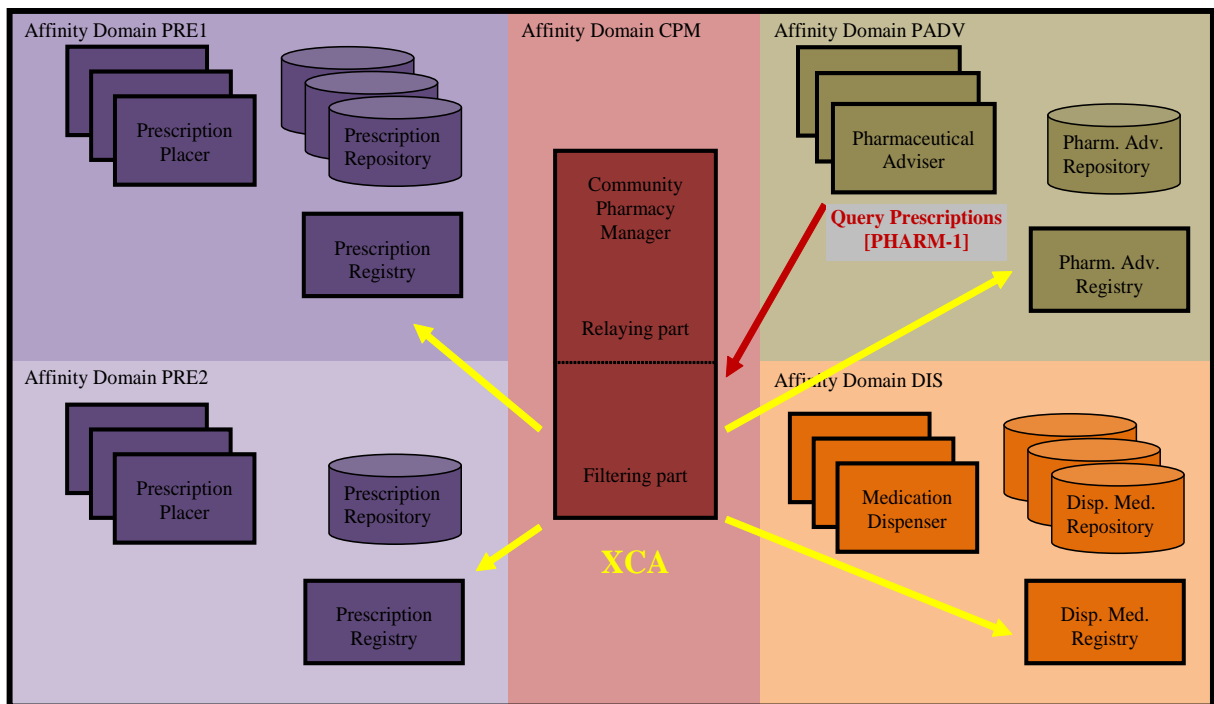 Affinity Domain PRE1
Prescription
Placer
Prescription
Repository
Prescription
Registry
Affinity Domain PRE2
Prescription
Placer
Prescription
Repository
Prescription
Registry
Affinity Domain CPM
Community
Pharmacy
Manager
Relaying part
Filtering part
XCA
Affinity Domain PADV
Pharmaceutical
Adviser
Pharm. Adv.
Repository
Query Prescriptions
[PHARM-1]
Pharm. Adv.
Registry
Affinity Domain DIS
Medication
Dispenser
Disp. Med.
Repository
Disp. Med.
Registry